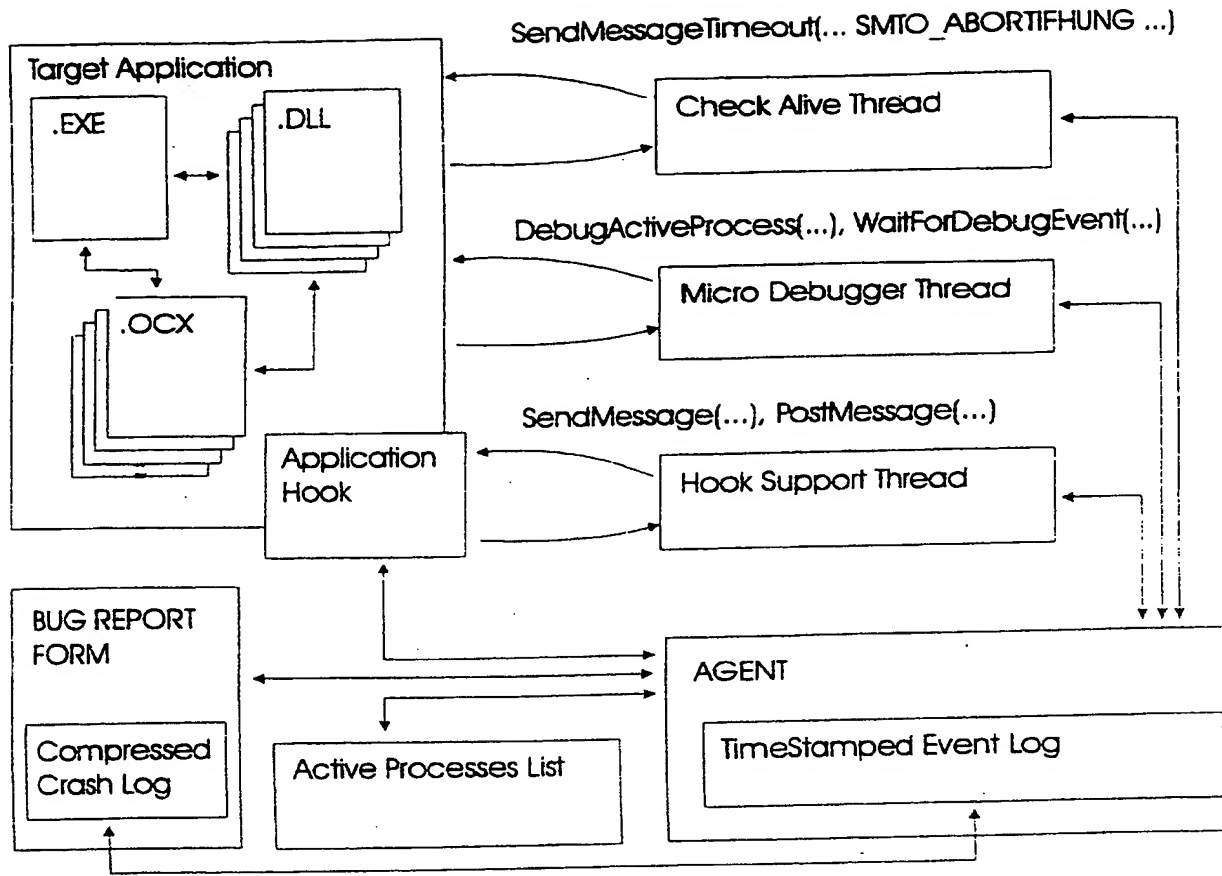 SendMessageTimeout(... SMTO_ABORTIFHUNG ...)
Target Application
.EXE
.DLL
Check Alive Thread
DebugActiveProcess(...), WaitForDebugEvent(...)
Micro Debugger Thread
.OCX
SendMessage(...), PostMessage(...)
Application
Hook
Hook Support Thread
BUG REPORT
FORM
AGENT
Compressed
Crash Log
Active Processes List
TimeStamped Event Log